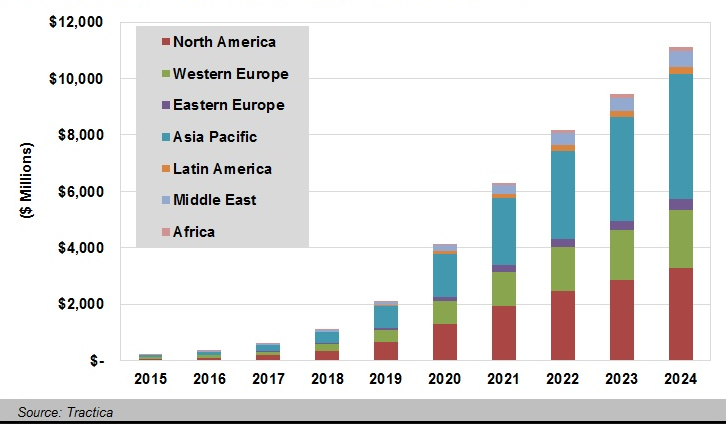 $12,000
$10,000
$8,000
$6,000
$4,000
$2,000
$-
($ Millions)
North America
Western Europe
Eastern Europe
Asia Pacific
Latin America
Middle East
Africa
2015 2016 2017 2018 2019 2020 2021 2022 2023 2024
Source: Tractica